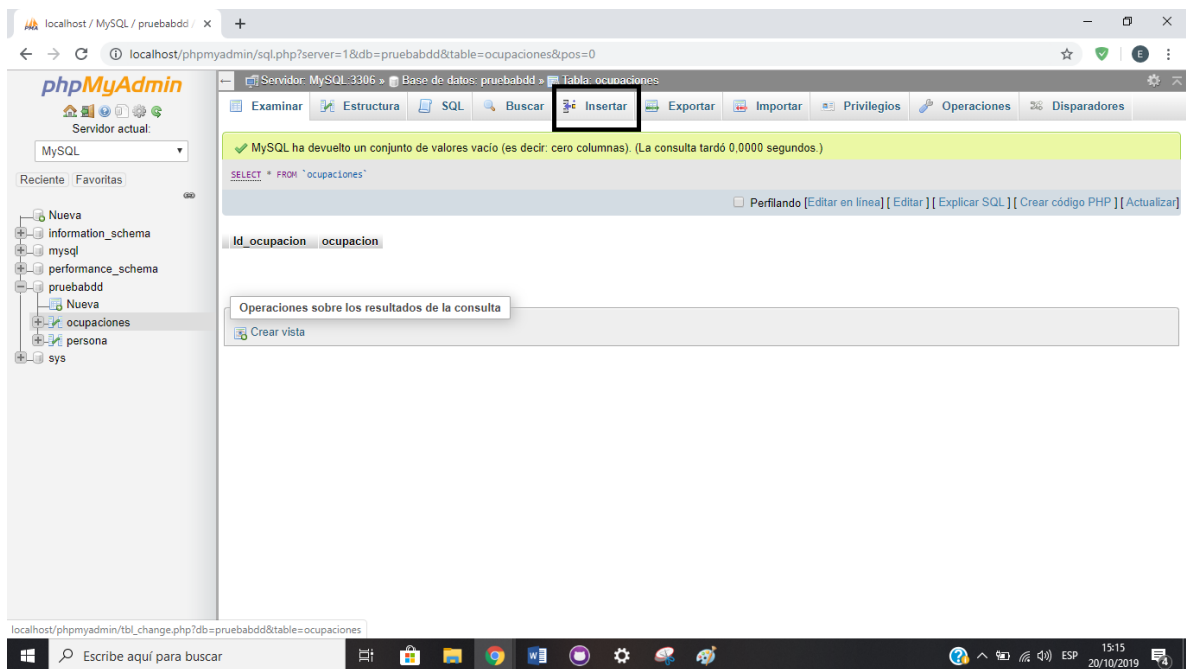 localhost / MySQL / pruebabdd /
localhost/phpmyadmin/sql.php?server=1&db=pruebabdd&table=ocupaciones&pos=0
E
phpMyAdmin
Servidor actual:
MySQL
Reciente Favoritas
Nueva
information_schema
mysql
performance_schema
pruebabdd
Nueva
ocupaciones
persona
sys
Servidor: MySQL:3306 » Base de datos: pruebabdd » Tabla: ocupaciones
Examinar Estructura SQL Buscar Insertar Exportar Importar Privilegios Operaciones Disparadores
MySQL ha devuelto un conjunto de valores vacío (es decir: cero columnas). (La consulta tardó 0,0000 segundos.)
SELECT * FROM `ocupaciones`
Perfilando [Editar en línea] [ Editar ] [ Explicar SQL ] [ Crear código PHP ] [ Actualizar]
Id_ocupacion ocupacion
Operaciones sobre los resultados de la consulta
Crear vista
localhost/phpmyadmin/tbl_change.php?db=pruebabdd&table=ocupaciones
Escribe aquí para buscar
ESP
15:15
20/10/2019
4